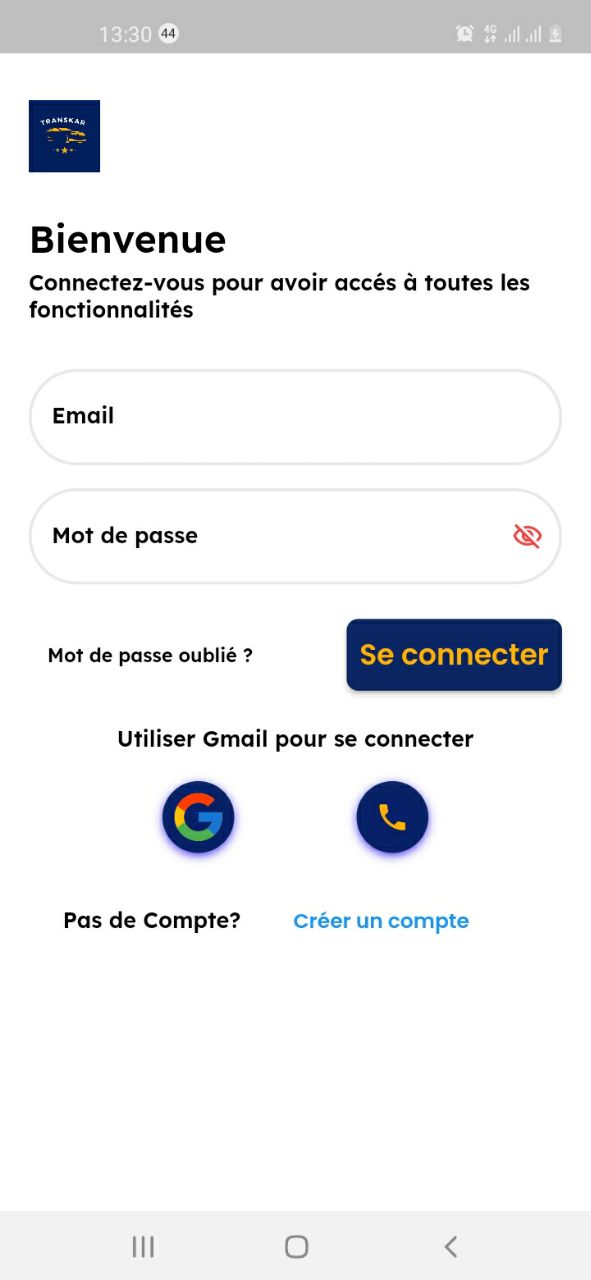 13:30 44
4G
TRANSKAR
Bienvenue
Connectez-vous pour avoir accés à toutes les
fonctionnalités
Email
Mot de passe
Mot de passe oublié ?
Se connecter
Utiliser Gmail pour se connecter
G
Pas de Compte? Créer un compte